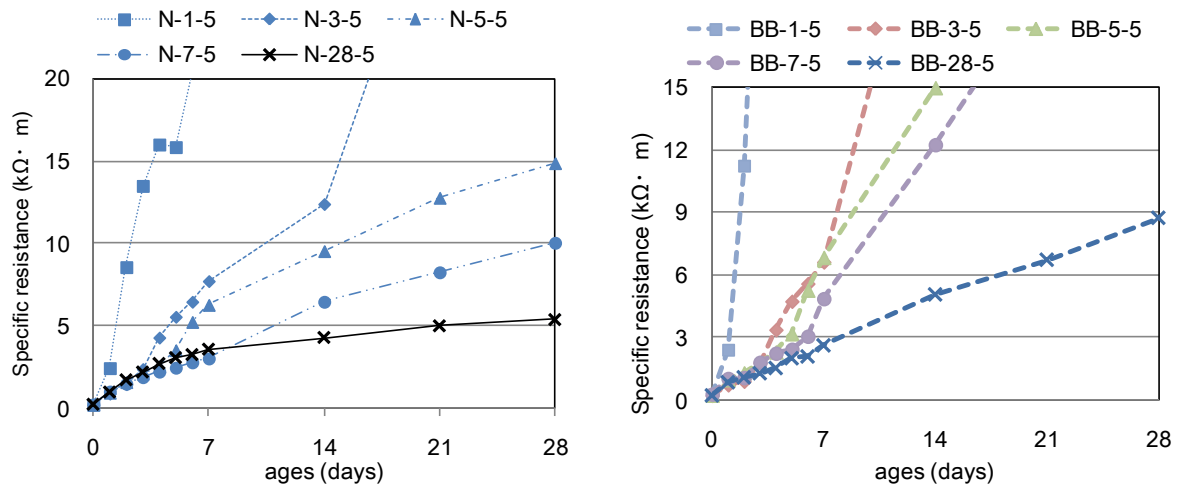 N-1-5 N-3-5 N-5-5
N-7-5 N-28-5
Specific resistance (kΩ· m)
20
15
10
5
0
0 7 14 21 28
ages (days)
BB-1-5 BB-3-5 BB-5-5
BB-7-5 BB-28-5
Specific resistance (kΩ· m)
15
12
9
6
3
0
0 7 14 21 28
ages (days)